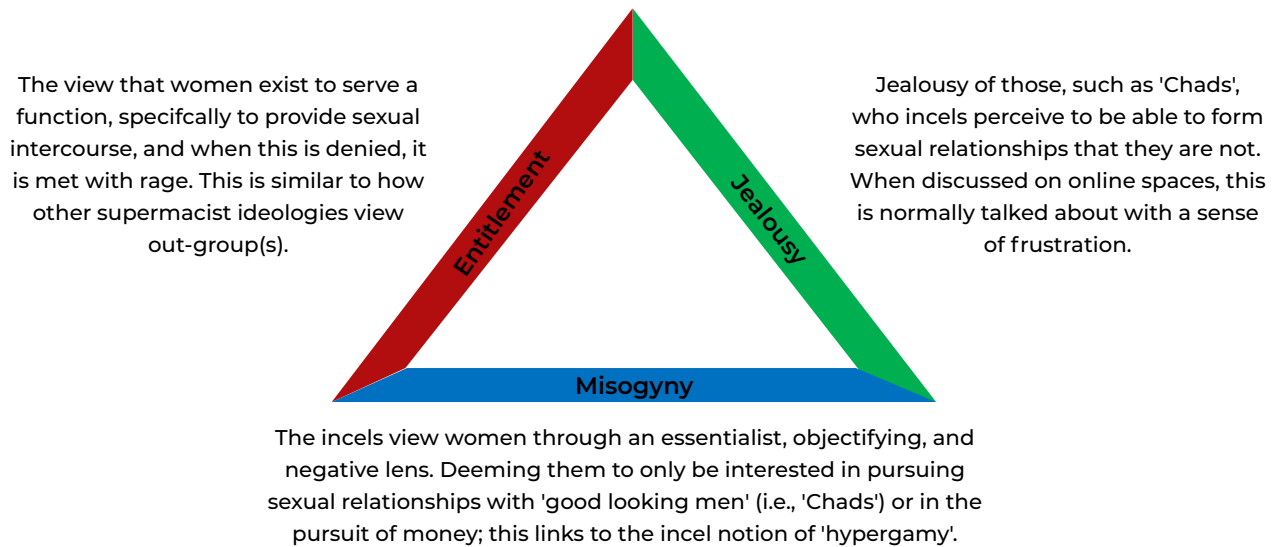 The view that women exist to serve a
function, specifcally to provide sexual
intercourse, and when this is denied, it
is met with rage. This is similar to how
other supermacist ideologies view
out-group(s).
Entitlement
Jealousy
Jealousy of those, such as 'Chads',
who incels perceive to be able to form
sexual relationships that they are not.
When discussed on online spaces, this
is normally talked about with a sense
of frustration.
Misogyny
The incels view women through an essentialist, objectifying, and
negative lens. Deeming them to only be interested in pursuing
sexual relationships with 'good looking men' (i.e., 'Chads') or in the
pursuit of money; this links to the incel notion of 'hypergamy'.